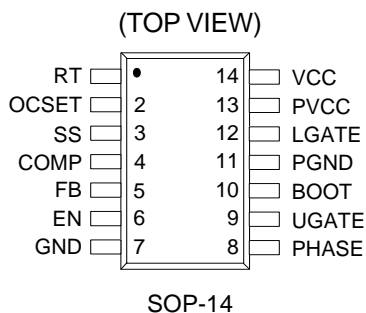 (TOP VIEW)
RT 14 VCC
OCSET 2 13 PVCC
SS 3 12 LGATE
COMP 4 11 PGND
FB 5 10 BOOT
EN 6 9 UGATE
GND 7 8 PHASE
SOP-14